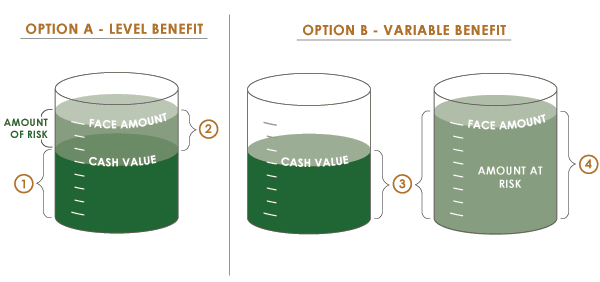 OPTION A - LEVEL BENEFIT
AMOUNT
OF RISK
FACE AMOUNT
CASH VALUE
1
2
OPTION B - VARIABLE BENEFIT
CASH VALUE
3
FACE AMOUNT
AMOUNT AT
RISK
4